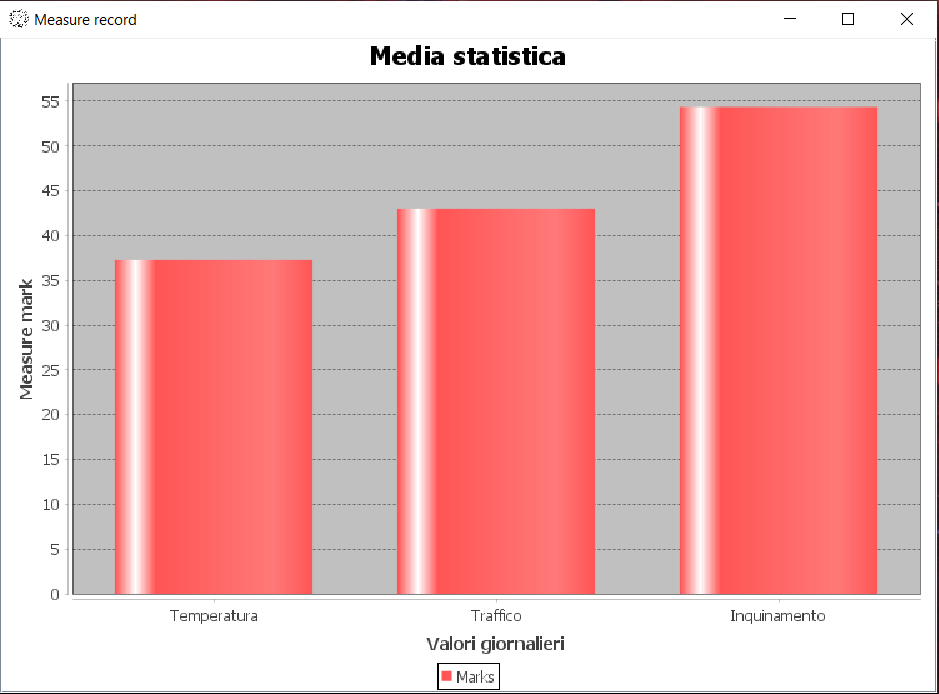 Measure record
Media statistica
Measure mark
55
50
45
40
35
30
25
20
15
10
5
0
Temperatura Traffico Inquinamento
Valori giornalieri
Marks